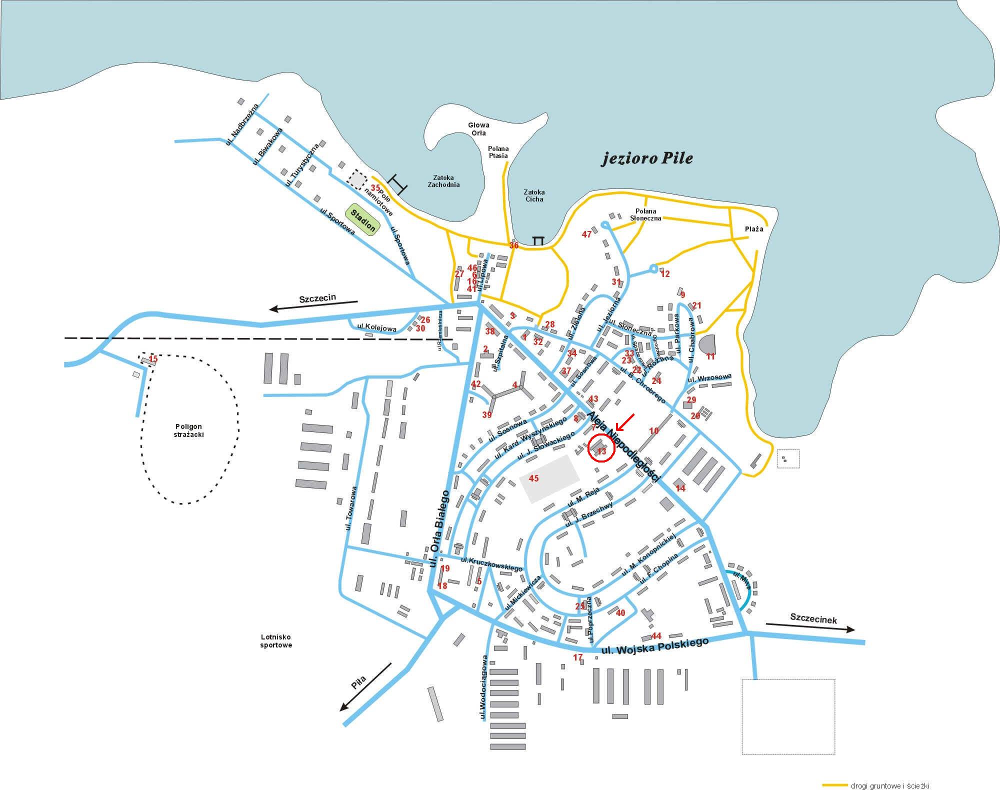 Głowa
Orła
Polana
Ptasia
jezioro Pile
Zatoka
Zachodnia
Zatoka
Cicha
ul. Nadbrzeżna
ul. Biwakowa
ul. Turystyczna
35
Pole
namiotowe
Stadion
ul.Sportowa
ul.Sportowa
Polana
Słoneczna
Plaża
47
36
46
27
6
16
41
ul.Lipowa
12
31
9
21
Szczecin
26
30
ul.Kolejowa
ul.Rzemieślnicza
3
38
28
1
32
2
ul.Szpitalna
ul. Zielona
ul. Jeziorna
ul. Słoneczna
ul. Spacerowa
ul. Ogrodowa
ul. Parkowa
ul. Chabrowa
11
34
33
23
22
ul. Różana
24
37
ul. Sosnowa
ul. B. Chrobrego
ul. Wrzosowa
15
42
4
39
43
29
20
8
7
10
Aleja Niepodległości
13
14
Poligon
strażacki
ul. Sosnowa
ul. Kard. Wyszyńskiego
ul. J. Słowackiego
45
ul. M. Reja
ul. J. Brzechwy
ul. Towarowa
ul. Orła Białego
ul. M. Konopnickiej
ul. F. Chopina
ul.Kruczkowskiego
19
18
5
ul.Mickiewicza
ul.Mira
25
ul.Poprzeczna
40
44
Szczecinek
ul. Wojska Polskiego
17
Lotnisko
sportowe
Piła
ul.Wodociągowa
drogi gruntowe i ścieżki